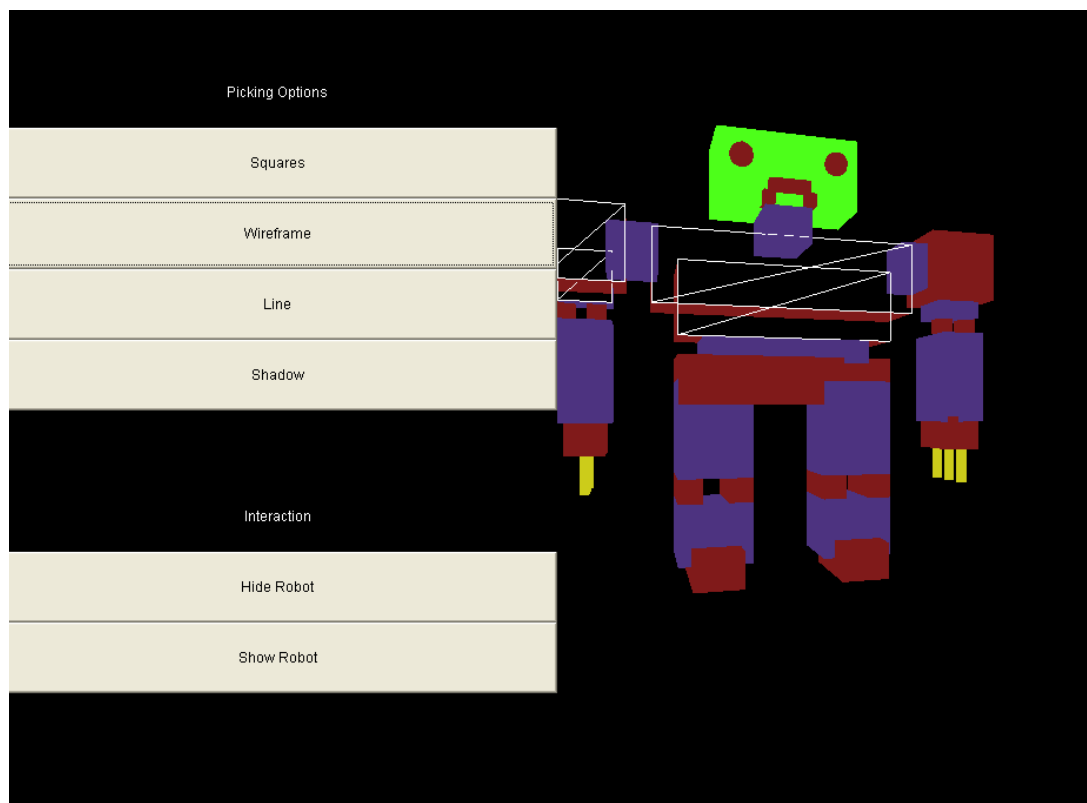 Picking Options
Squares
Wireframe
Line
Shadow
Interaction
Hide Robot
Show Robot